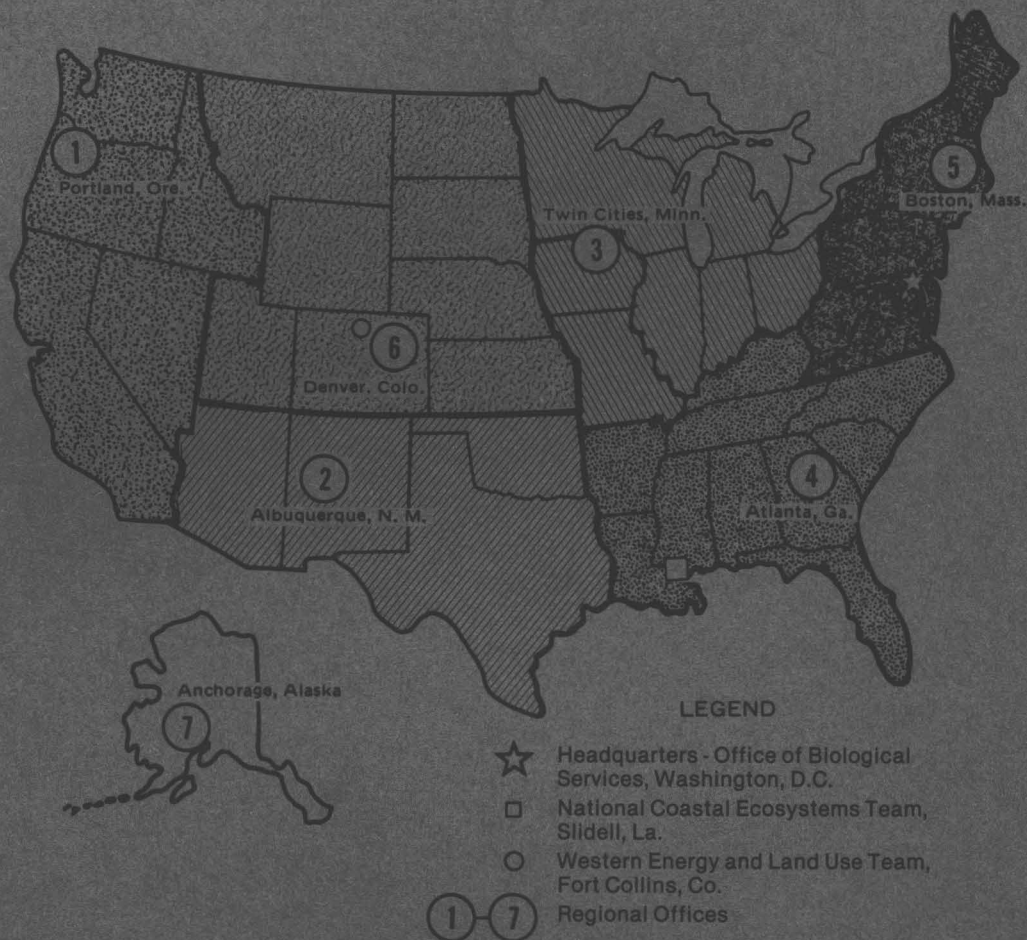 1
Portland, Ore.
5
Boston, Mass.
Twin Cities, Minn.
3
6
Denver, Colo.
2
Albuquerque, N. M.
4
Atlanta, Ga.
Anchorage, Alaska
7
LEGEND
Headquarters - Office of Biological
Services, Washington, D.C.
National Coastal Ecosystems Team,
Slidell, La.
Western Energy and Land Use Team,
Fort Collins, Co.
1-7 Regional Offices